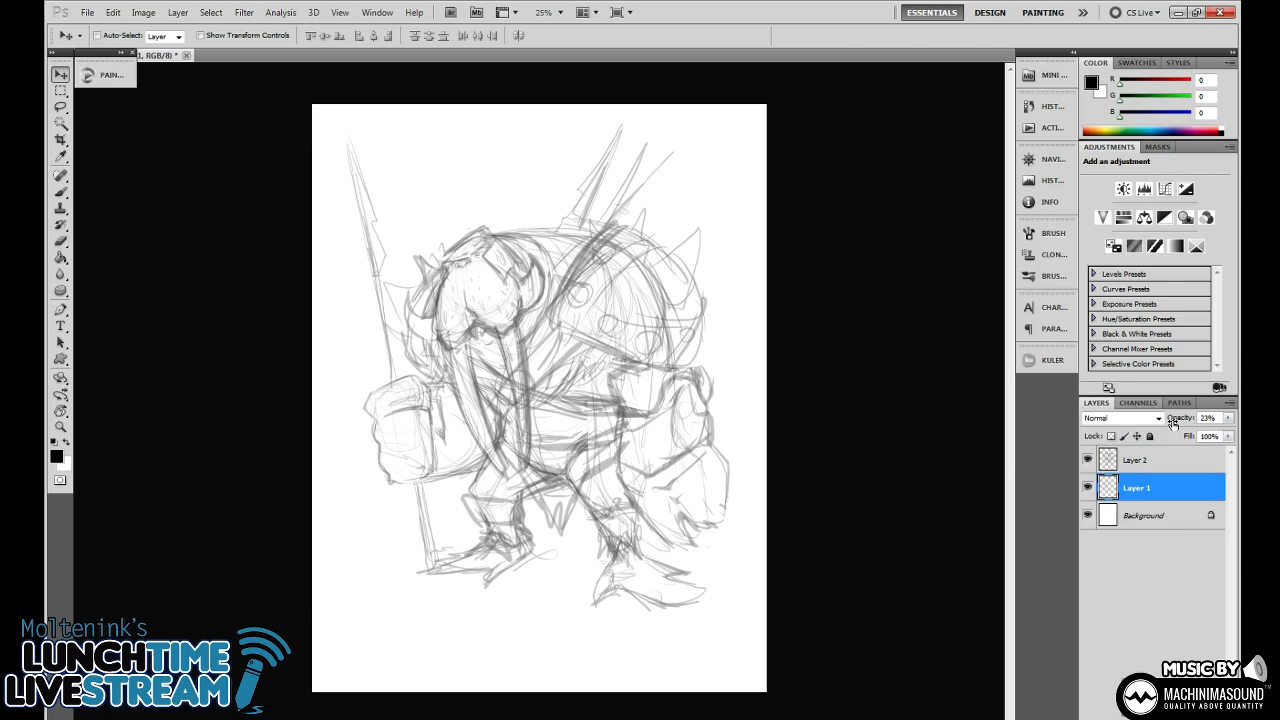 Ps File Edit Image Layer Select Filter Analysis 3D View Window Help Br Mb 25% ESSENTIALS DESIGN PAINTING CS Live
Auto-Select: Layer Show Transform Controls
l, RGB/8) *
PAIN...
MINI ...
HIST...
ACTI...
NAVI...
HIST...
INFO
BRUSH
CLON...
BRUS...
CHAR...
PARA...
KULER
COLOR SWATCHES STYLES
R 0
G 0
B 0
ADJUSTMENTS MASKS
Add an adjustment
Levels Presets
Curves Presets
Exposure Presets
Hue/Saturation Presets
Black & White Presets
Channel Mixer Presets
Selective Color Presets
LAYERS CHANNELS PATHS
Normal Opacity: 23%
Lock: Fill: 100%
Layer 2
Layer 1
Background
Moltenink's
LUNCHTIME
LIVESTREAM
MUSIC BY
MACHINIMASOUND™
QUALITY ABOVE QUANTITY